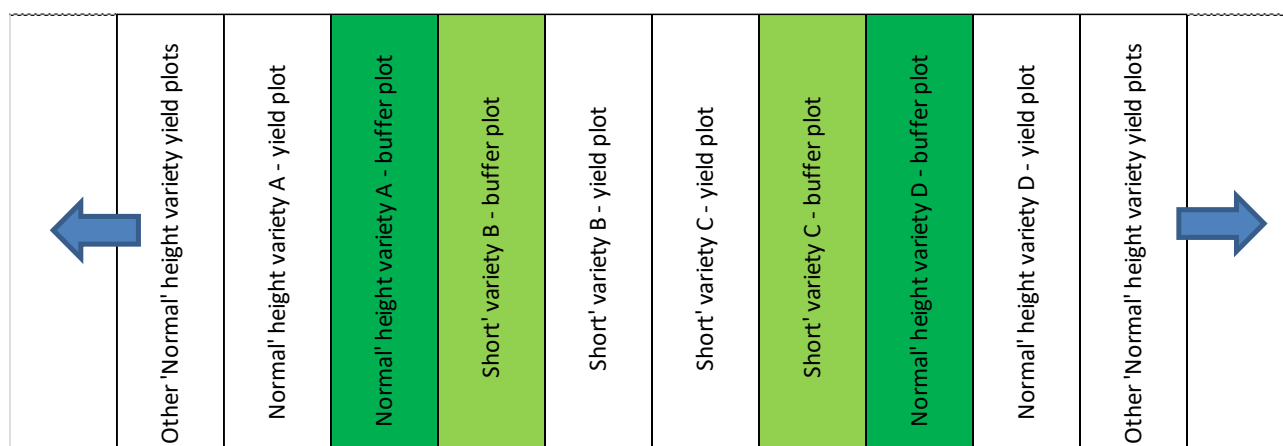 Other 'Normal' height variety yield plots
Normal' height variety A - yield plot
Normal' height variety A - buffer plot
Short' variety B - buffer plot
Short' variety B - yield plot
Short' variety C - yield plot
Short' variety C - buffer plot
Normal' height variety D - buffer plot
Normal' height variety D - yield plot
Other 'Normal' height variety yield plots